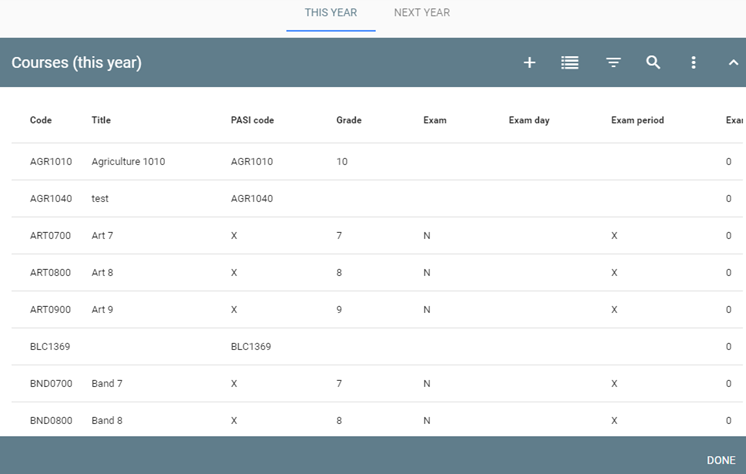 THIS YEAR NEXT YEAR
Courses (this year)
Code Title PASI code Grade Exam Exam day Exam period
AGR1010 Agriculture 1010 AGR1010 10 0
AGR1040 test AGR1040 0
ART0700 Art 7 X 7 N X 0
ART0800 Art 8 X 8 N X 0
ART0900 Art 9 X 9 N X 0
BLC1369 BLC1369 0
BND0700 Band 7 X 7 N X 0
BND0800 Band 8 X 8 N X 0
DONE